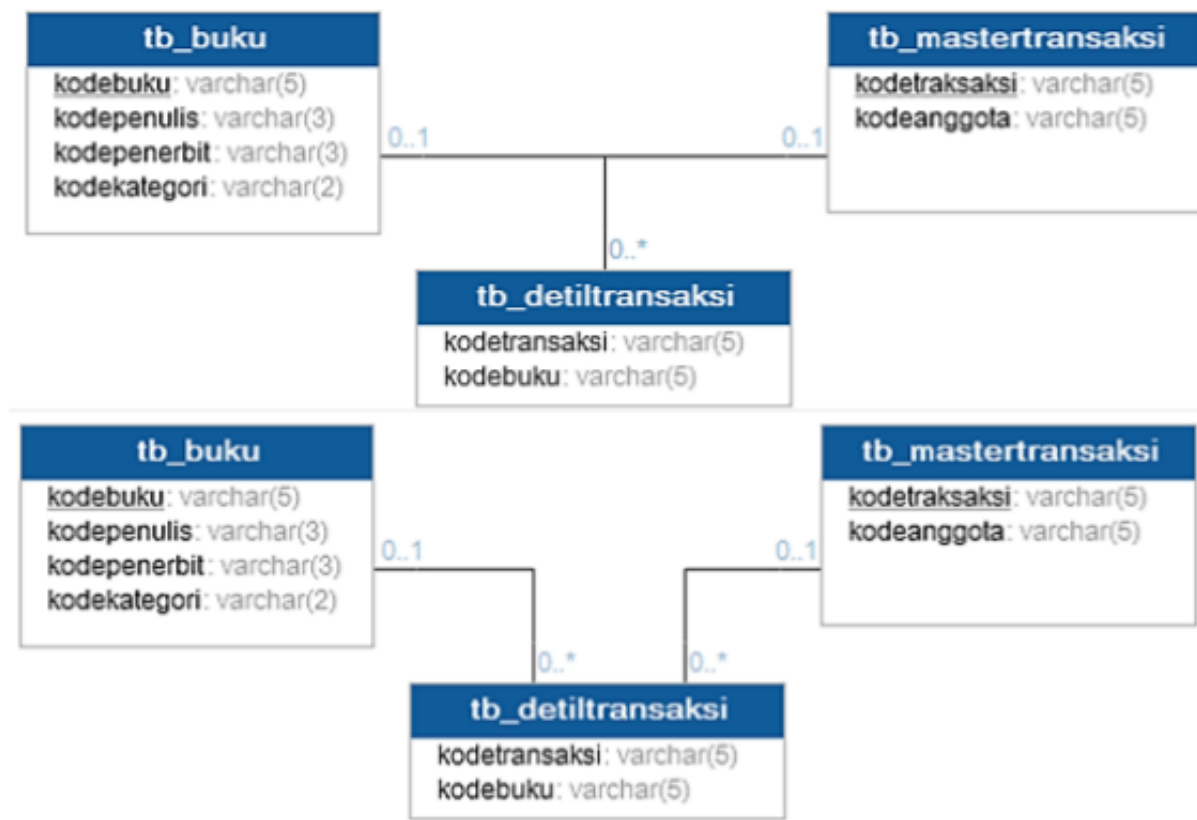 tb_buku
kodebuku: varchar(5)
kodepenulis: varchar(3)
kodepenerbit: varchar(3)
kodekategori: varchar(2)
tb_mastertransaksi
kodetraksaksi: varchar(5)
kodeanggota: varchar(5)
0..1
0..1
0..*
tb_detiltransaksi
kodetransaksi: varchar(5)
kodebuku: varchar(5)
tb_buku
kodebuku: varchar(5)
kodepenulis: varchar(3)
kodepenerbit: varchar(3)
kodekategori: varchar(2)
tb_mastertransaksi
kodetraksaksi: varchar(5)
kodeanggota: varchar(5)
0..1
0..1
0..*
0..*
tb_detiltransaksi
kodetransaksi: varchar(5)
kodebuku: varchar(5)